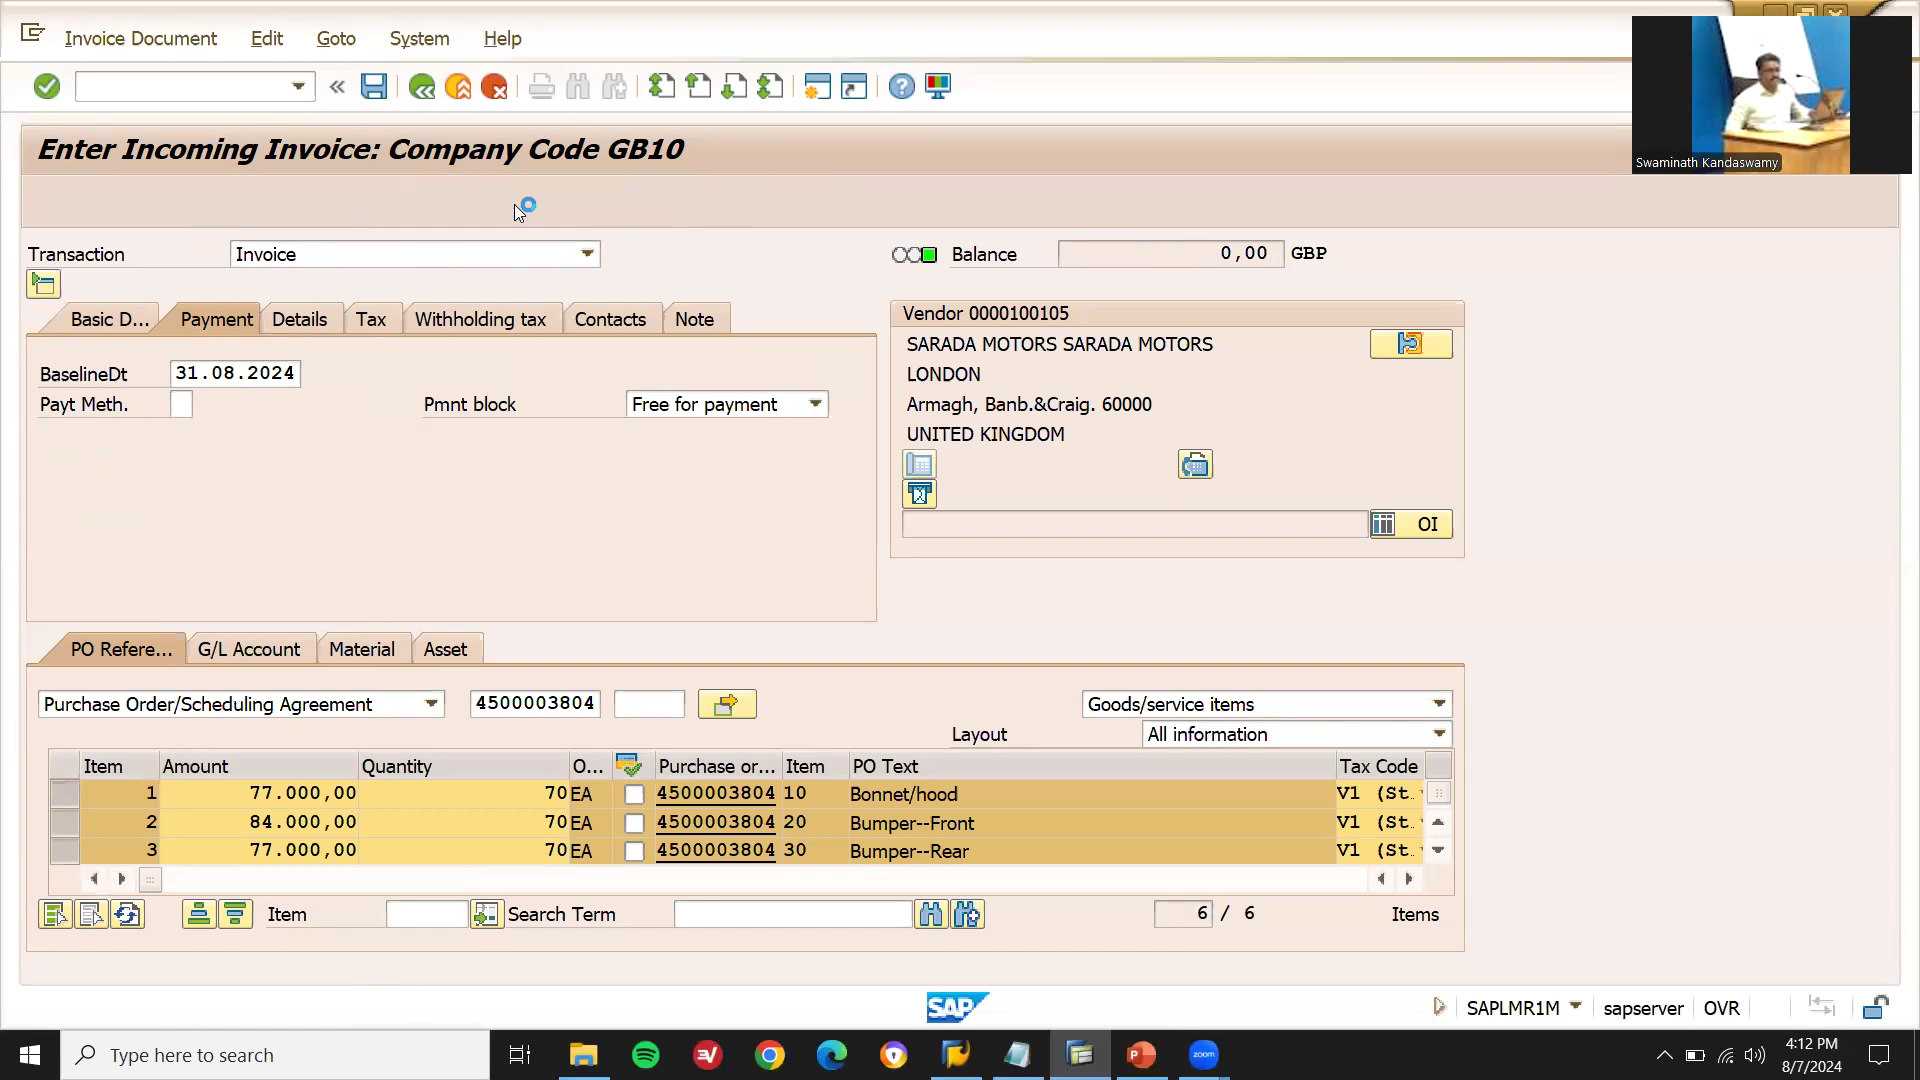 Invoice Document Edit Goto System Help
Swaminath Kandaswamy
Enter Incoming Invoice: Company Code GB10
Transaction Invoice Balance 0,00 GBP
Basic D... Payment Details Tax Withholding tax Contacts Note
Vendor 0000100105
SARADA MOTORS SARADA MOTORS
BaselineDt 31.08.2024
LONDON
Payt Meth. Pmnt block Free for payment
Armagh, Banb.&Craig. 60000
UNITED KINGDOM
OI
PO Refere... G/L Account Material Asset
Purchase Order/Scheduling Agreement 4500003804 Goods/service items
Layout All information
Item Amount Quantity O... Purchase or... Item PO Text Tax Code
1 77.000,00 70 EA 4500003804 10 Bonnet/hood V1 (St.
2 84.000,00 70 EA 4500003804 20 Bumper--Front V1 (St.
3 77.000,00 70 EA 4500003804 30 Bumper--Rear V1 (St.
Item Search Term 6 / 6 Items
SAP SAPLMR1M sapserver OVR
Type here to search
zoom
4:12 PM
8/7/2024